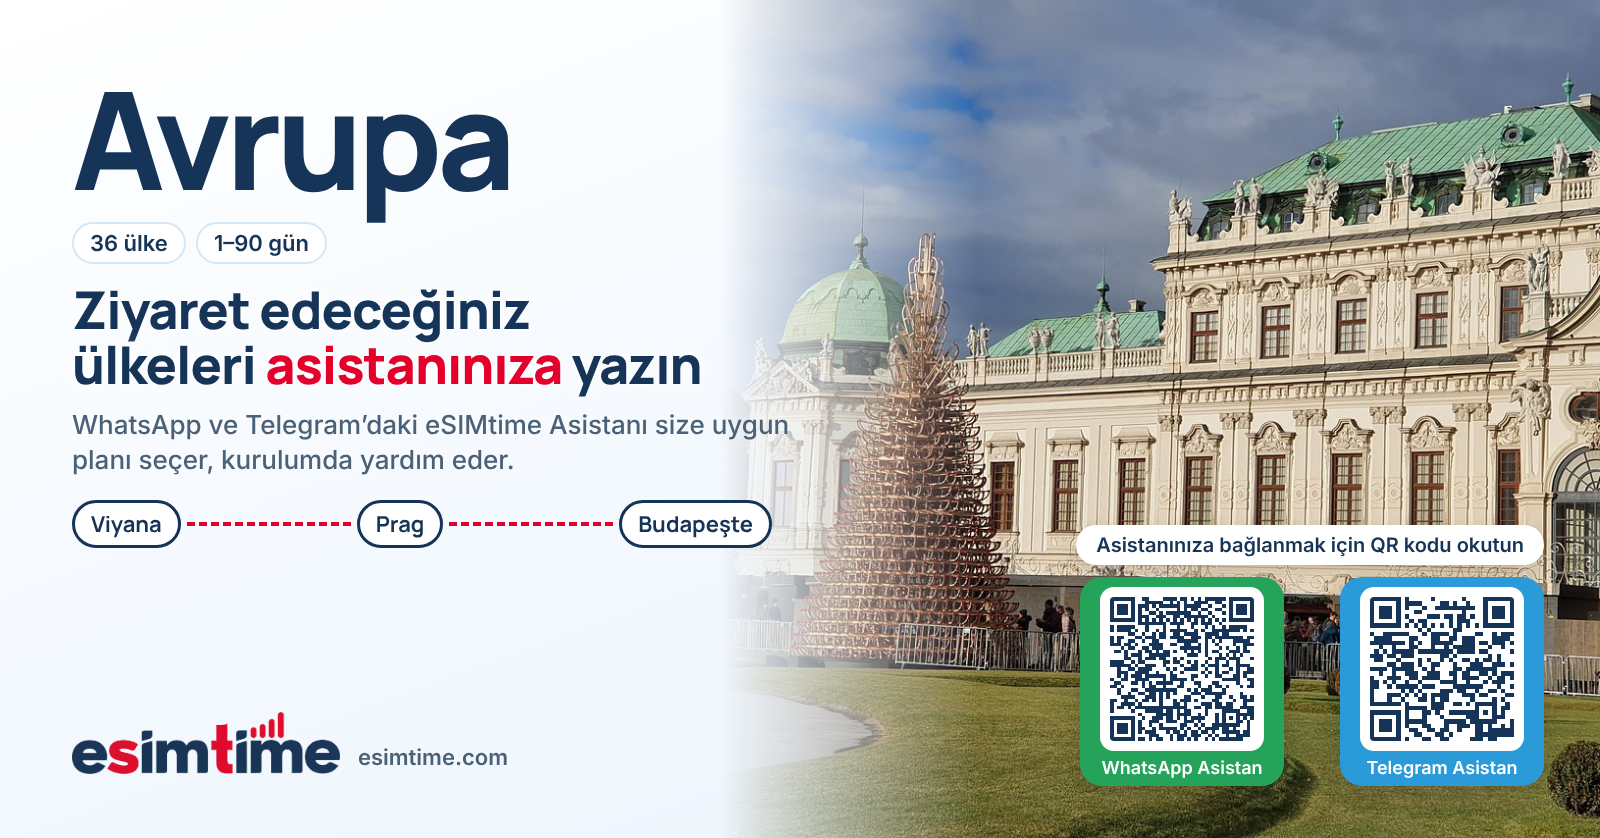 Avrupa
36 ülke
1–90 gün
Ziyaret edeceğiniz
ülkeleri asistanınıza yazın
WhatsApp ve Telegram’daki eSIMtime Asistanı size uygun
planı seçer, kurulumda yardım eder.
Viyana
Prag
Budapeşte
Asistanınıza bağlanmak için QR kodu okutun
WhatsApp Asistan
Telegram Asistan
esimtime
esimtime.com